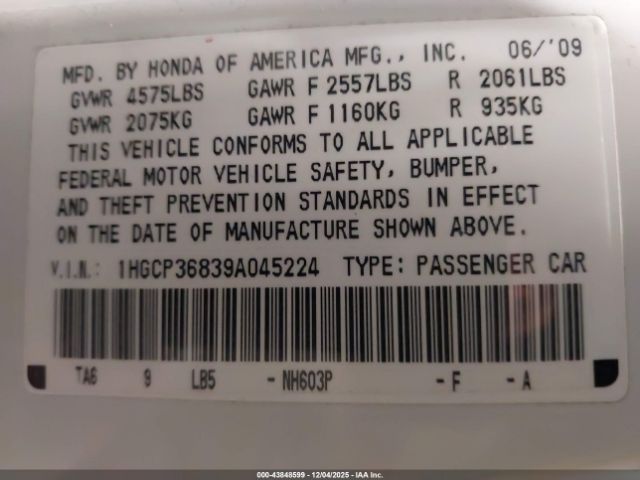 MFD. BY HONDA OF AMERICA MFG., INC. 06/'09
GVWR 4575LBS GAWR F 2557LBS R 2061LBS
GVWR 2075KG GAWR F 1160KG R 935KG
THIS VEHICLE CONFORMS TO ALL APPLICABLE
FEDERAL MOTOR VEHICLE SAFETY, BUMPER,
AND THEFT PREVENTION STANDARDS IN EFFECT
ON THE DATE OF MANUFACTURE SHOWN ABOVE.
V.I.N.: 1HGCP36839A045224 TYPE: PASSENGER CAR
TA6 9 LB5 - NH603P - F - A
000-43848599 - 12/04/2025 - IAA Inc.